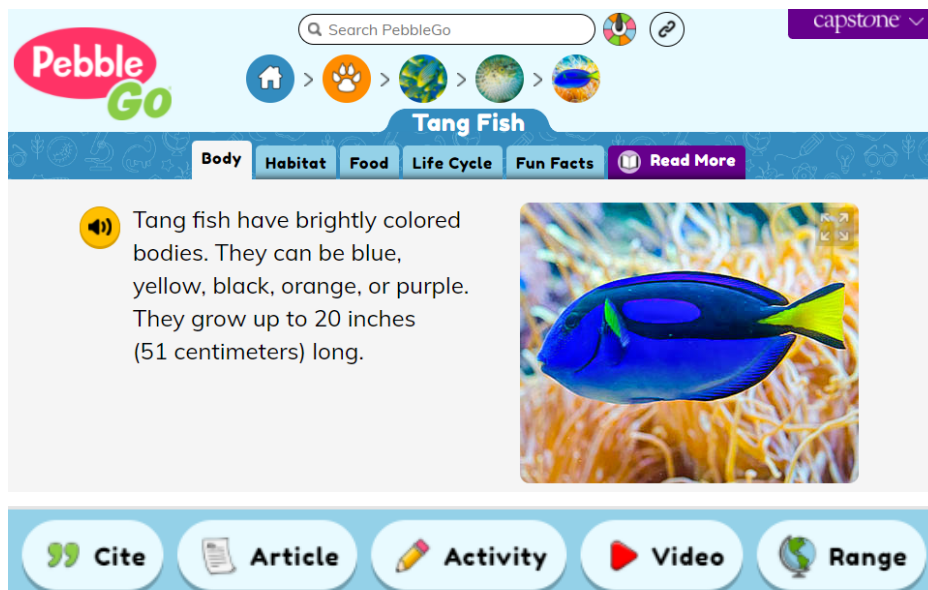 capstone
Search PebbleGo
Pebble
Go
Tang Fish
Body Habitat Food Life Cycle Fun Facts Read More
Tang fish have brightly colored
bodies. They can be blue,
yellow, black, orange, or purple.
They grow up to 20 inches
(51 centimeters) long.
Cite Article Activity Video Range